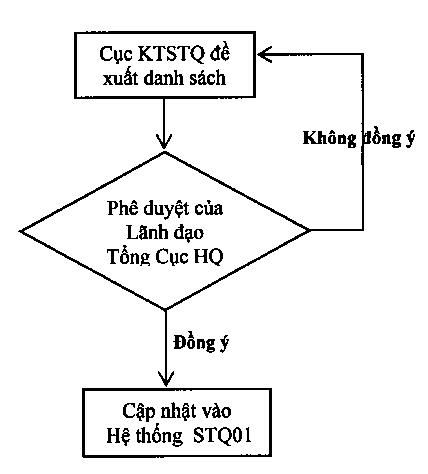 Cục KTSTQ đề
xuất danh sách
Không đồng ý
Phê duyệt của
Lãnh đạo
Tổng Cục HQ
Đồng ý
Cập nhật vào
Hệ thống STQ01